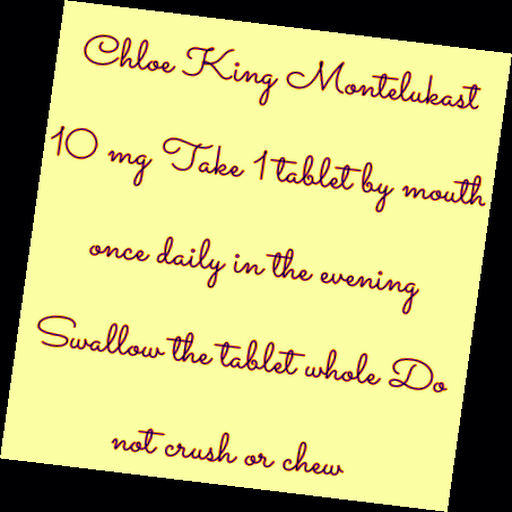 Chloe King Montelukast
10 mg Take 1 tablet by mouth
once daily in the evening
Swallow the tablet whole Do
not crush or chew